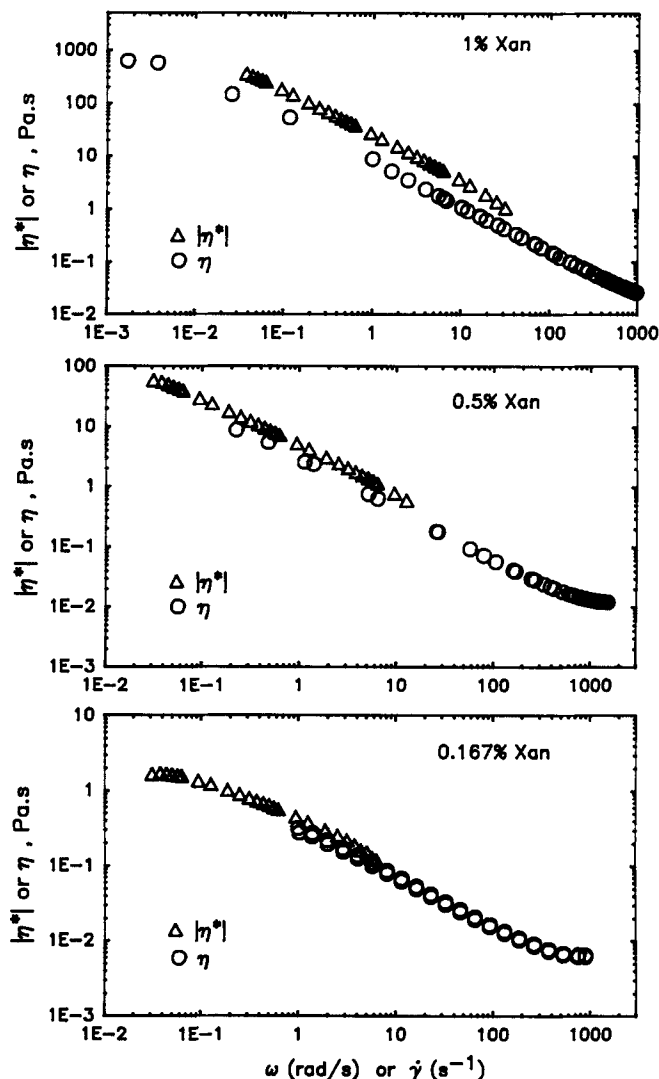 1% Xan
1000
100
10
1
1E-1
1E-2
|η*| or η , Pa.s
△ |η*|
○ η
1E-3 1E-1 1 10 100 1000
0.5% Xan
100
10
1
1E-1
1E-2
1E-3
|η*| or η , Pa.s
△ |η*|
○ η
1E-2 1E-1 1 10 100 1000
0.167% Xan
10
1
1E-1
1E-2
1E-3
|η*| or η , Pa.s
△ |η*|
○ η
1E-2 1E-1 1 10 100 1000
ω (rad/s) or γ̇ (s⁻¹)